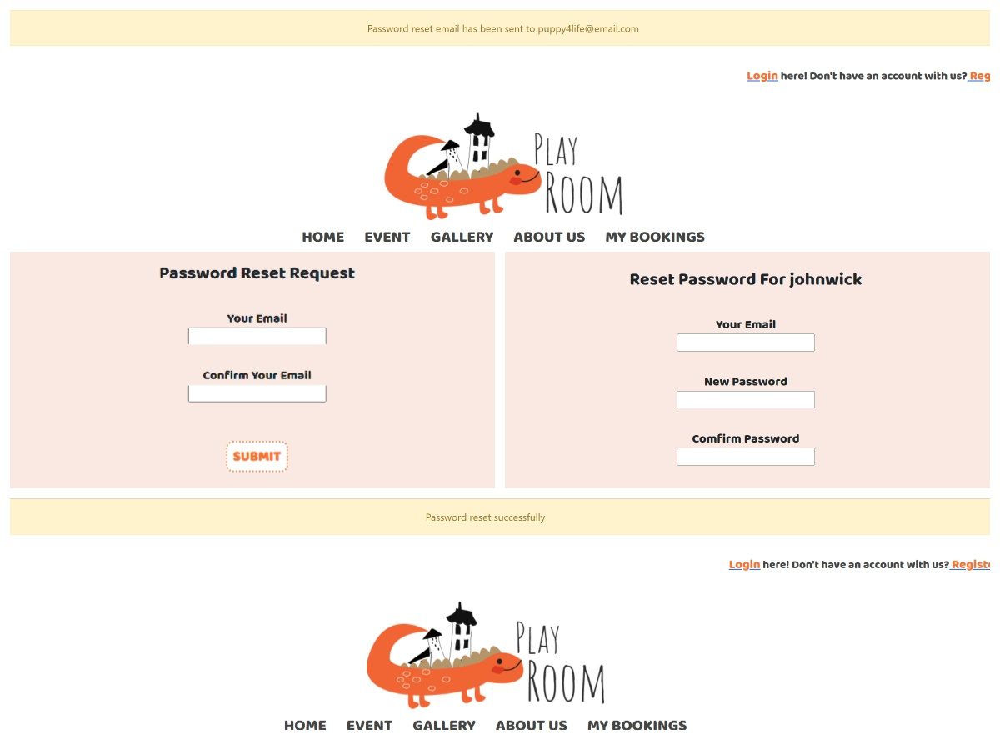 Password reset email has been sent to puppy4life@email.com
Login here! Don't have an account with us? Reg
PLAY
ROOM
HOME EVENT GALLERY ABOUT US MY BOOKINGS
Password Reset Request
Your Email
Confirm Your Email
SUBMIT
Reset Password For johnwick
Your Email
New Password
Comfirm Password
Password reset successfully
Login here! Don't have an account with us? Registe
PLAY
ROOM
HOME EVENT GALLERY ABOUT US MY BOOKINGS